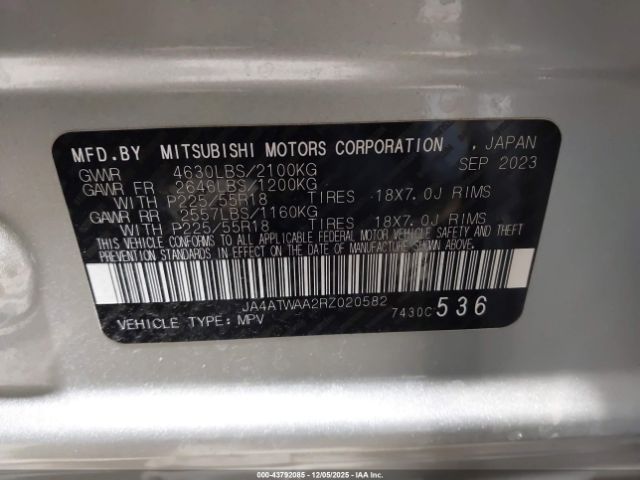 MFD.BY MITSUBISHI MOTORS CORPORATION , JAPAN
GVWR 4630LBS/2100KG SEP 2023
GAWR FR 2646LBS/1200KG
WITH P225/55R18 TIRES 18X7.0J RIMS
GAWR RR 2557LBS/1160KG
WITH P225/55R18 TIRES 18X7.0J RIMS
THIS VEHICLE CONFORMS TO ALL APPLICABLE FEDERAL MOTOR VEHICLE SAFETY AND THEFT
PREVENTION STANDARDS IN EFFECT ON THE DATE OF MANUFACTURE SHOWN ABOVE.
JA4ATWAA2RZ020582
VEHICLE TYPE: MPV 7430C 536
000-43792085 - 12/05/2025 - IAA, Inc.